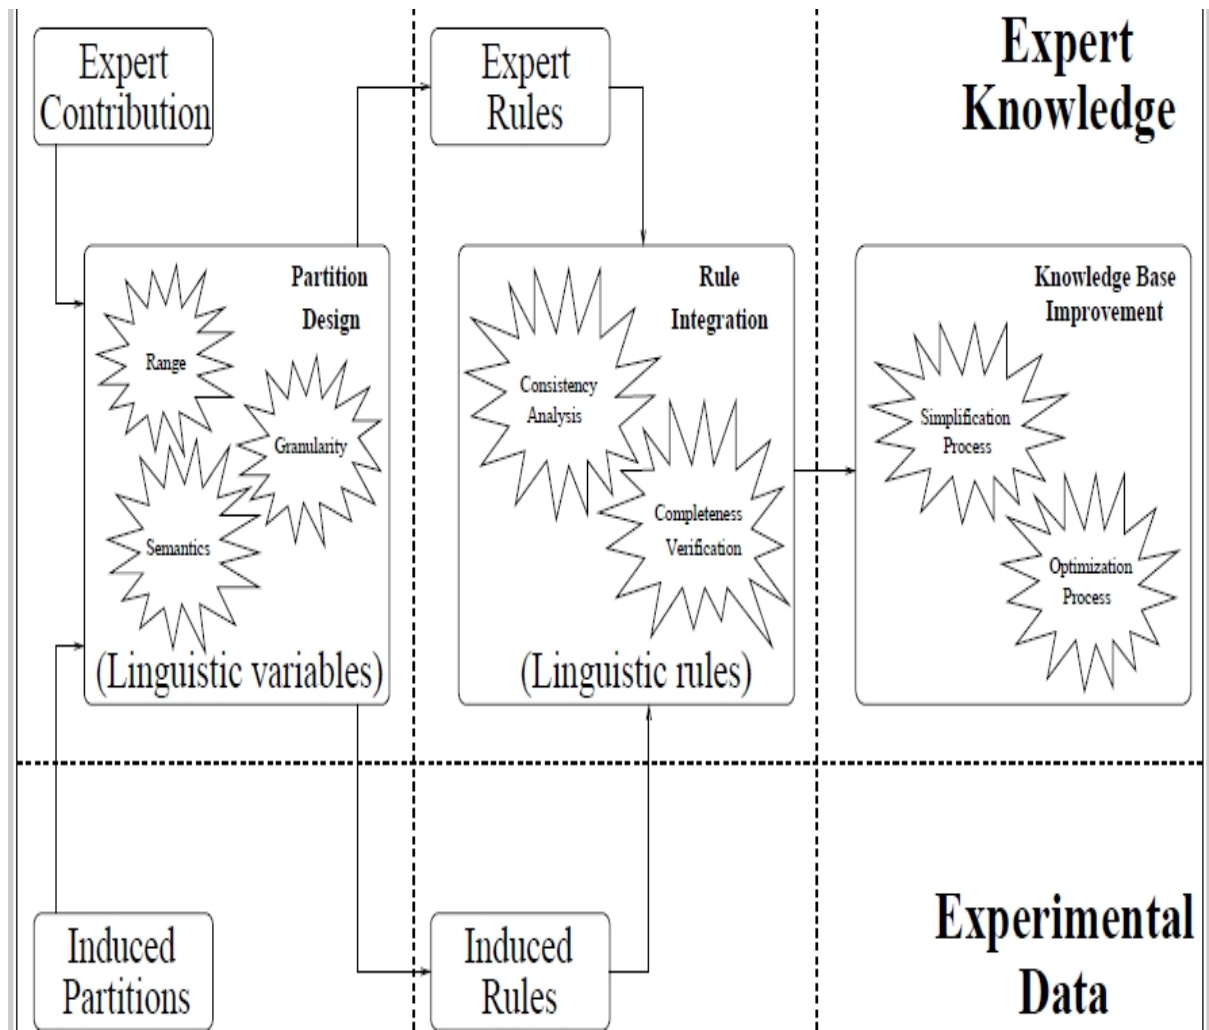 Expert
Contribution
Expert
Rules
Expert
Knowledge
Partition
Design
Range
Granularity
Semantics
(Linguistic variables)
Rule
Integration
Consistency
Analysis
Completeness
Verification
(Linguistic rules)
Knowledge Base
Improvement
Simplification
Process
Optimization
Process
Induced
Partitions
Induced
Rules
Experimental
Data